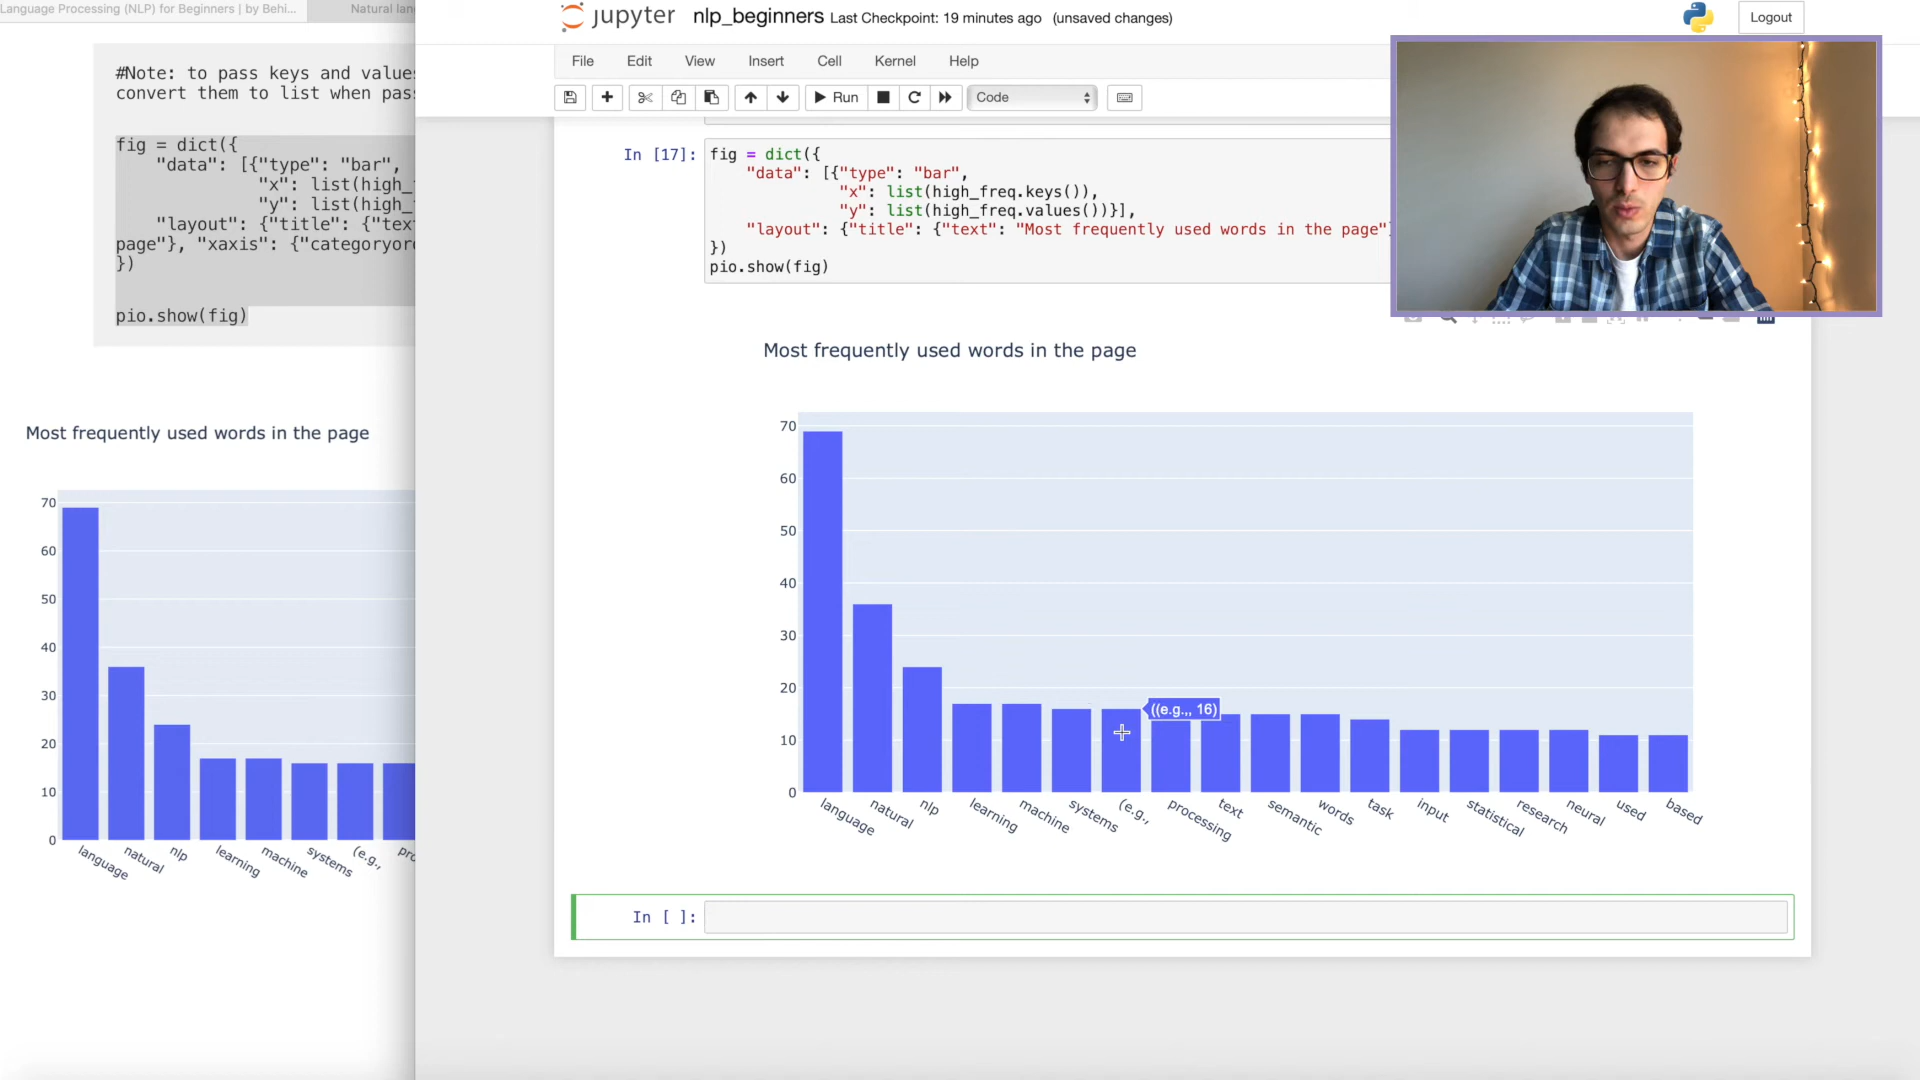 Language Processing (NLP) for Beginners | by Behi...
Natural lan
#Note: to pass keys and values
convert them to list when pas
fig = dict({
"data": [{"type": "bar",
"x": list(high_
"y": list(high_
"layout": {"title": {"tex
page"}, "xaxis": {"categoryor
})
pio.show(fig)
Most frequently used words in the page
70
60
50
40
30
20
10
0
language
natural
nlp
learning
machine
systems
(e.g.,
pro
jupyter
nlp_beginners Last Checkpoint: 19 minutes ago (unsaved changes)
Logout
File Edit View Insert Cell Kernel Help
Run
Code
In [17]:
fig = dict({
"data": [{"type": "bar",
"x": list(high_freq.keys()),
"y": list(high_freq.values())}],
"layout": {"title": {"text": "Most frequently used words in the page"}
})
pio.show(fig)
Most frequently used words in the page
70
60
50
40
30
20
10
0
((e.g.,, 16)
language
natural
nlp
learning
machine
systems
(e.g.,
processing
text
semantic
words
task
input
statistical
research
neural
used
based
In [ ]: